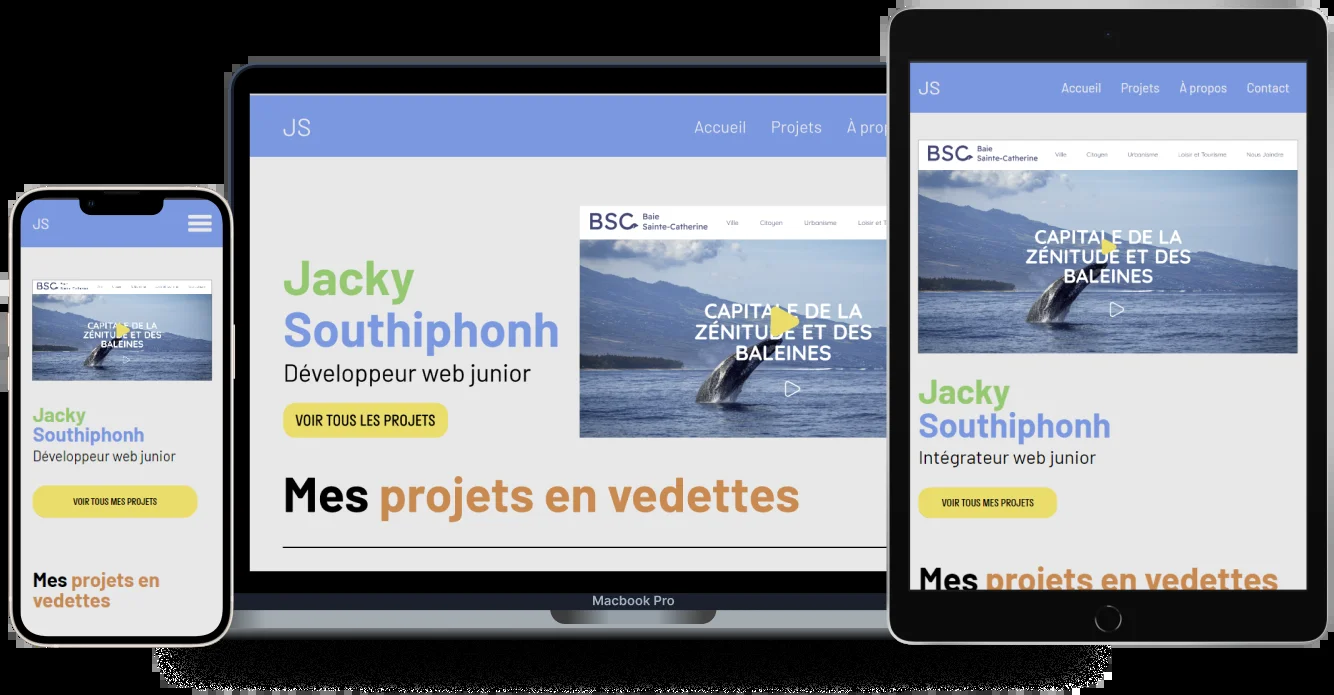 JS
BSC
Jacky
Southiphonh
Développeur web junior
VOIR TOUS MES PROJETS
Mes projets en
vedettes
CAPITALE DE LA
ZÉNITUDE ET DES
BALEINES
JS
Accueil Projets À prop
BSC Baie
Sainte-Catherine
Ville Citoyen Urbanisme Loisir et T
CAPITALE DE LA
ZÉNITUDE ET DES
BALEINES
Jacky
Southiphonh
Développeur web junior
VOIR TOUS LES PROJETS
Mes projets en vedettes
Macbook Pro
JS
Accueil Projets À propos Contact
BSC Baie
Sainte-Catherine
Ville Citoyen Urbanisme Loisir et Tourisme Nous Joindre
CAPITALE DE LA
ZÉNITUDE ET DES
BALEINES
Jacky
Southiphonh
Intégrateur web junior
VOIR TOUS MES PROJETS
Mes projets en vedettes